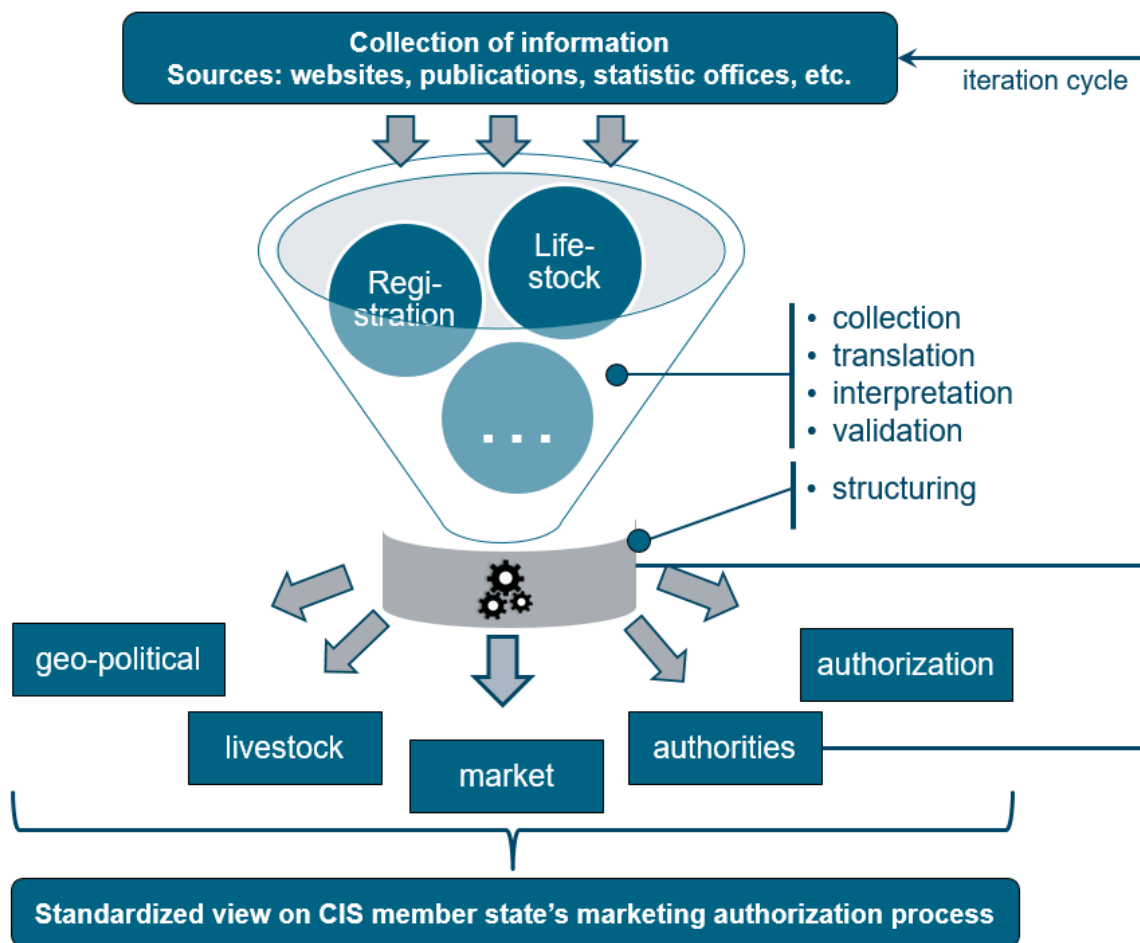 Collection of information
Sources: websites, publications, statistic offices, etc.
iteration cycle
Life-
stock
Regi-
stration
. . .
• collection
• translation
• interpretation
• validation
• structuring
geo-political
authorization
livestock
authorities
market
Standardized view on CIS member state's marketing authorization process